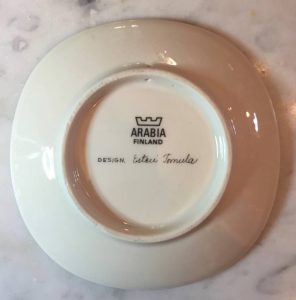 ARABIA
FINLAND
DESIGN. Esteri Tomula